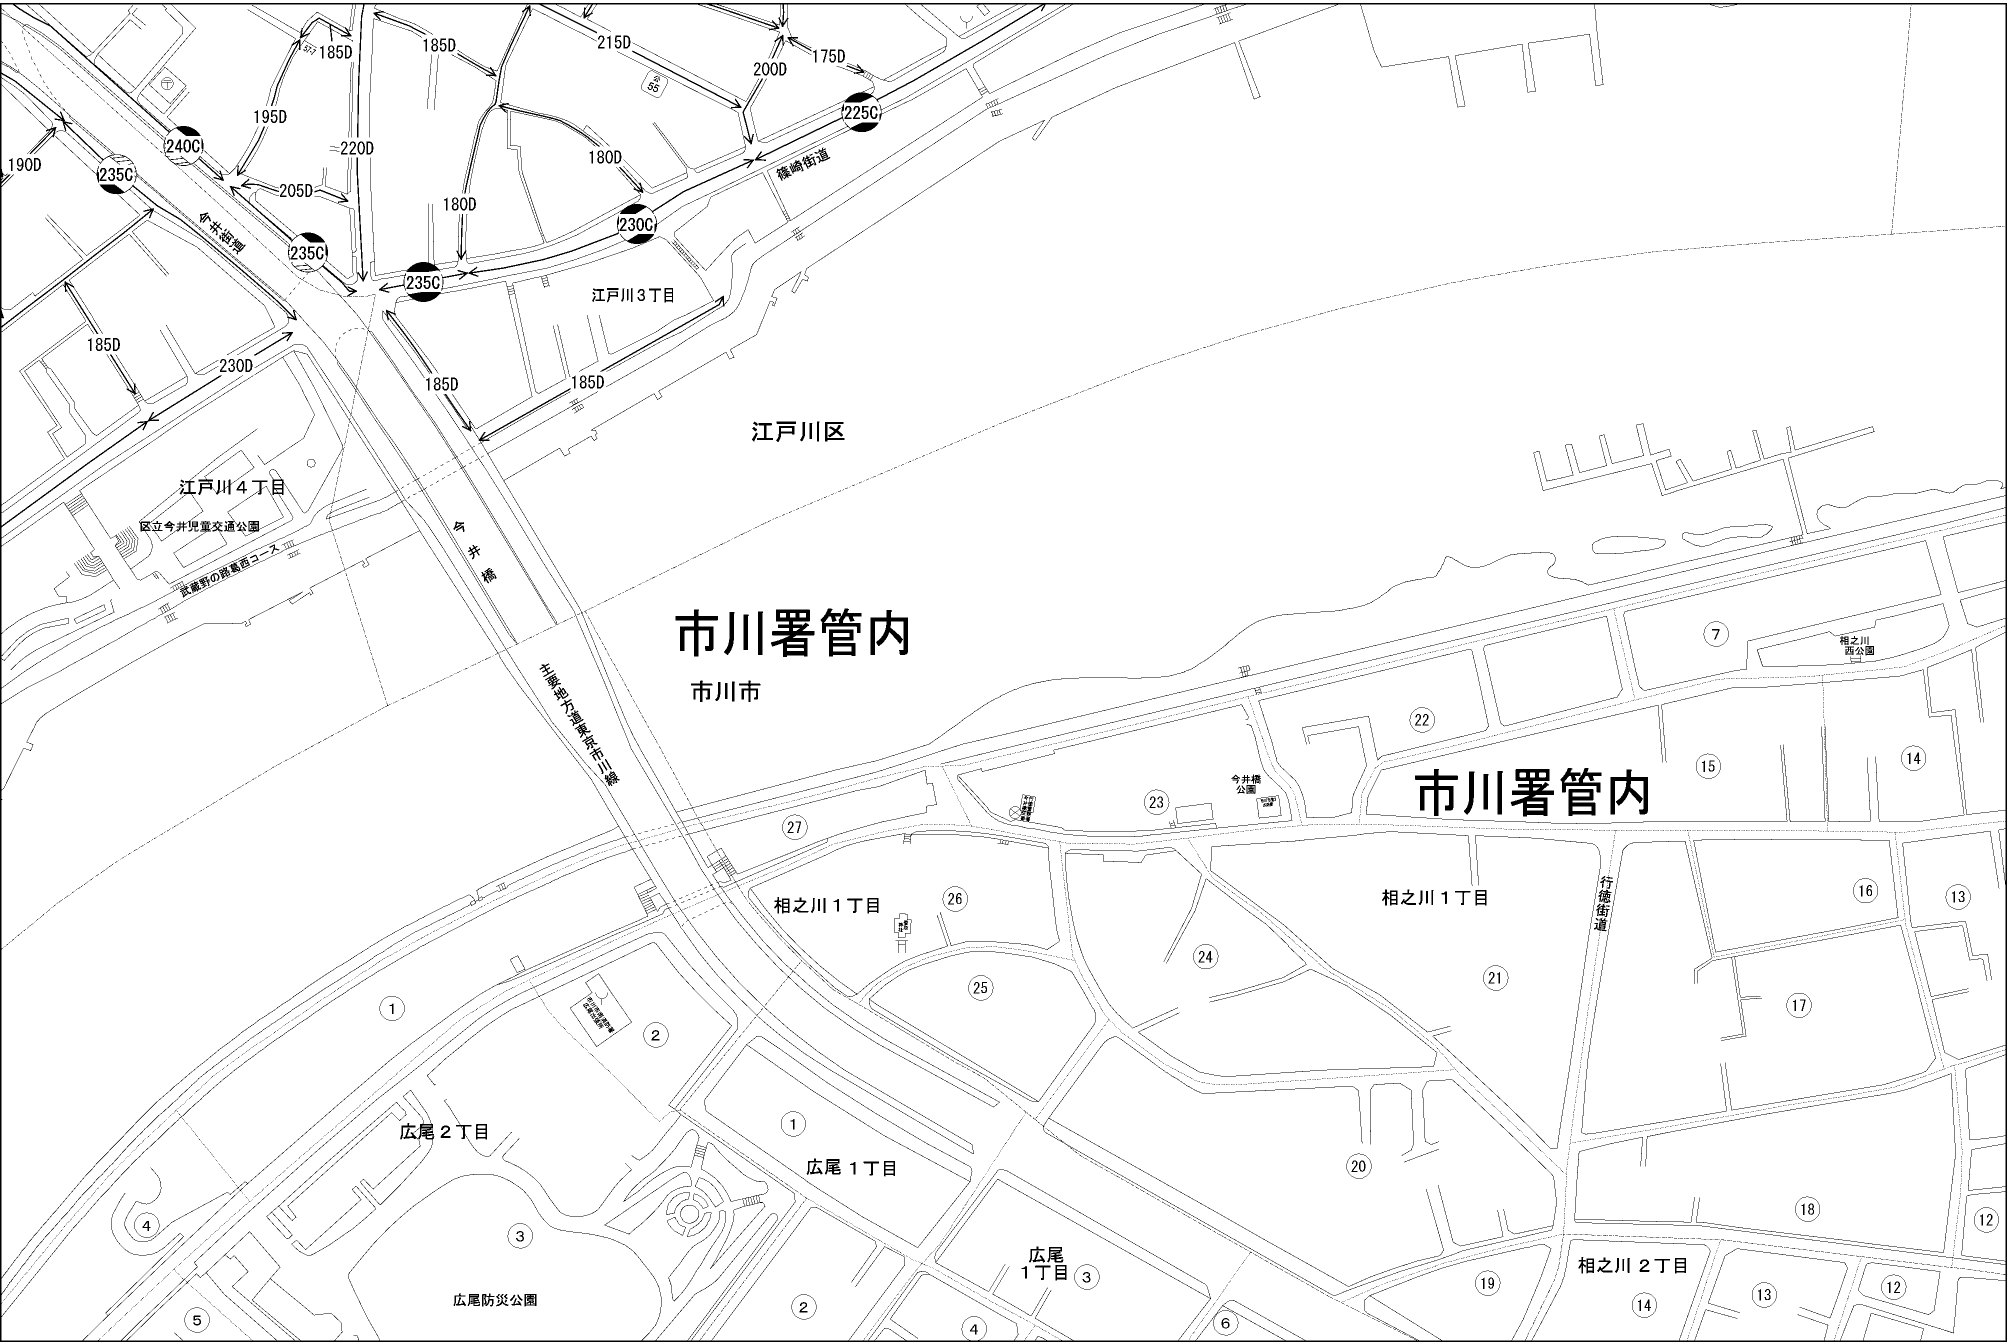 185D
185D
215D
200D
175D
公
55
195D
225C
240C
220D
190D
235C
180D
篠崎街道
205D
180D
今井街道
230C
235C
235C
江戸川３丁目
185D
230D
185D
185D
江戸川区
江戸川４丁目
区立今井児童交通公園
今井橋
武蔵野の路葛西コース
市川署管内
7
相之川
西公園
市川市
主要地方道東京市川線
22
15
14
今井橋
公園
市川署管内
23
27
相之川１丁目
26
相之川１丁目
行徳街道
16
13
24
25
21
17
1
2
広尾２丁目
1
広尾１丁目
20
4
3
18
12
広尾
１丁目
3
相之川２丁目
19
12
13
14
広尾防災公園
5
2
4
6